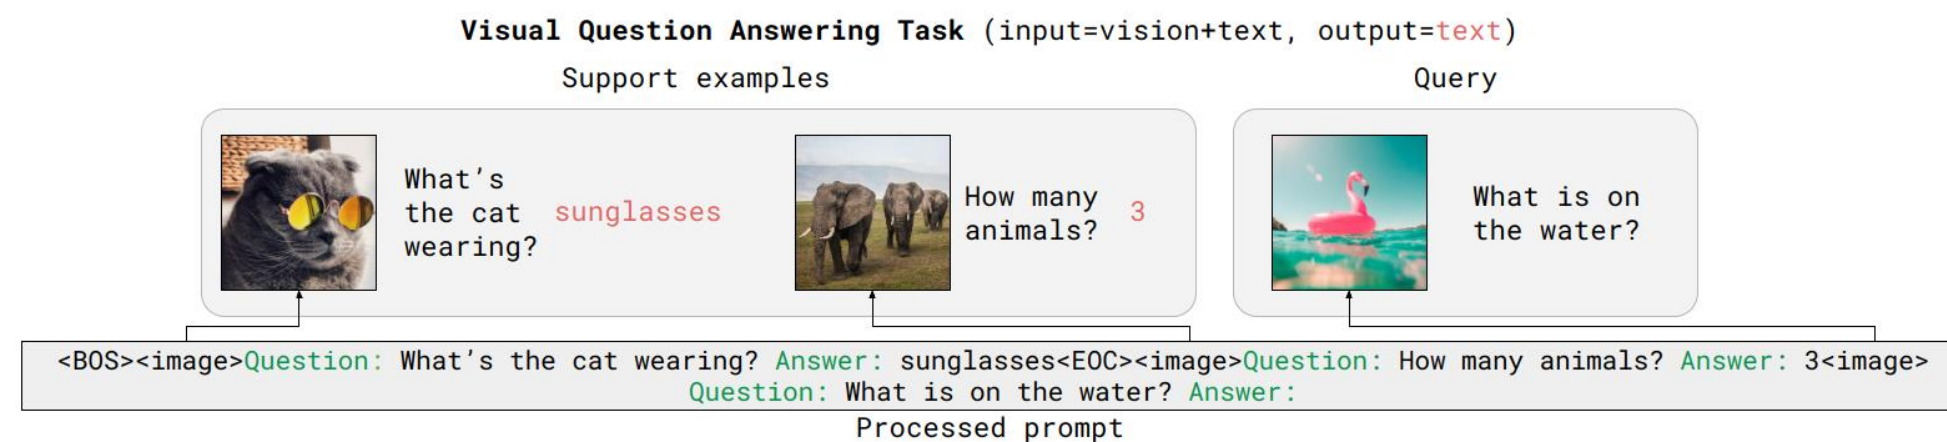 Visual Question Answering Task (input=vision+text, output=text)
Support examples
Query
What's
the cat
wearing?
sunglasses
How many
animals?
3
What is on
the water?
<BOS><image>Question: What's the cat wearing? Answer: sunglasses<EOC><image>Question: How many animals? Answer: 3<image>
Question: What is on the water? Answer:
Processed prompt